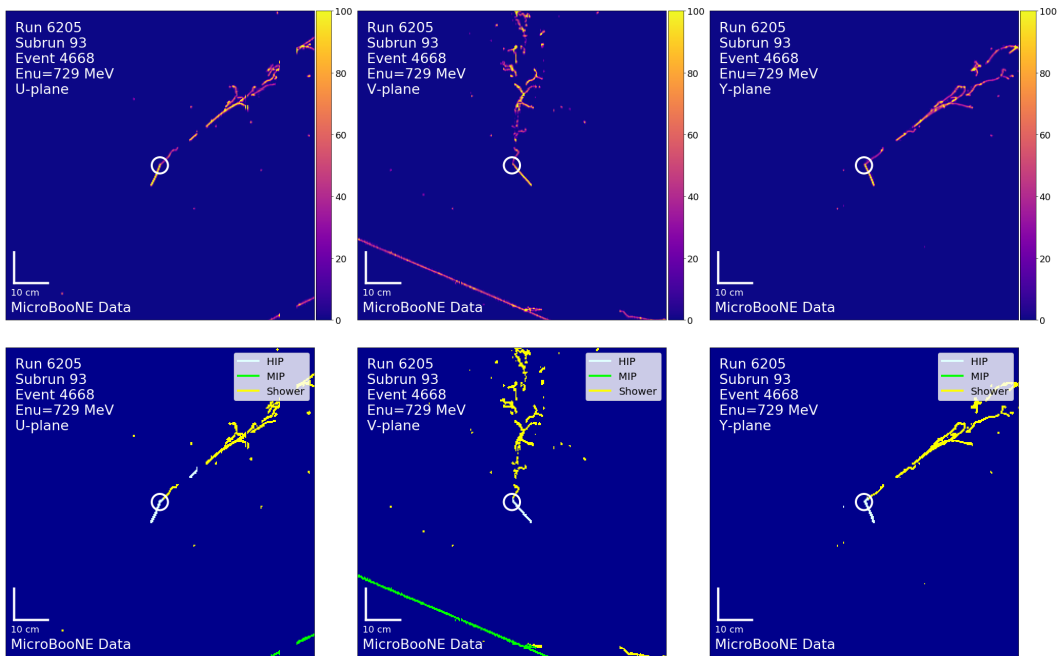 Run 6205
Subrun 93
Event 4668
Enu=729 MeV
U-plane
10 cm
MicroBooNE Data
100
80
60
40
20
0
Run 6205
Subrun 93
Event 4668
Enu=729 MeV
V-plane
10 cm
MicroBooNE Data
100
80
60
40
20
0
Run 6205
Subrun 93
Event 4668
Enu=729 MeV
Y-plane
10 cm
MicroBooNE Data
100
80
60
40
20
0
Run 6205
Subrun 93
Event 4668
Enu=729 MeV
U-plane
HIP
MIP
Shower
10 cm
MicroBooNE Data
Run 6205
Subrun 93
Event 4668
Enu=729 MeV
V-plane
HIP
MIP
Shower
10 cm
MicroBooNE Data
Run 6205
Subrun 93
Event 4668
Enu=729 MeV
Y-plane
HIP
MIP
Shower
10 cm
MicroBooNE Data